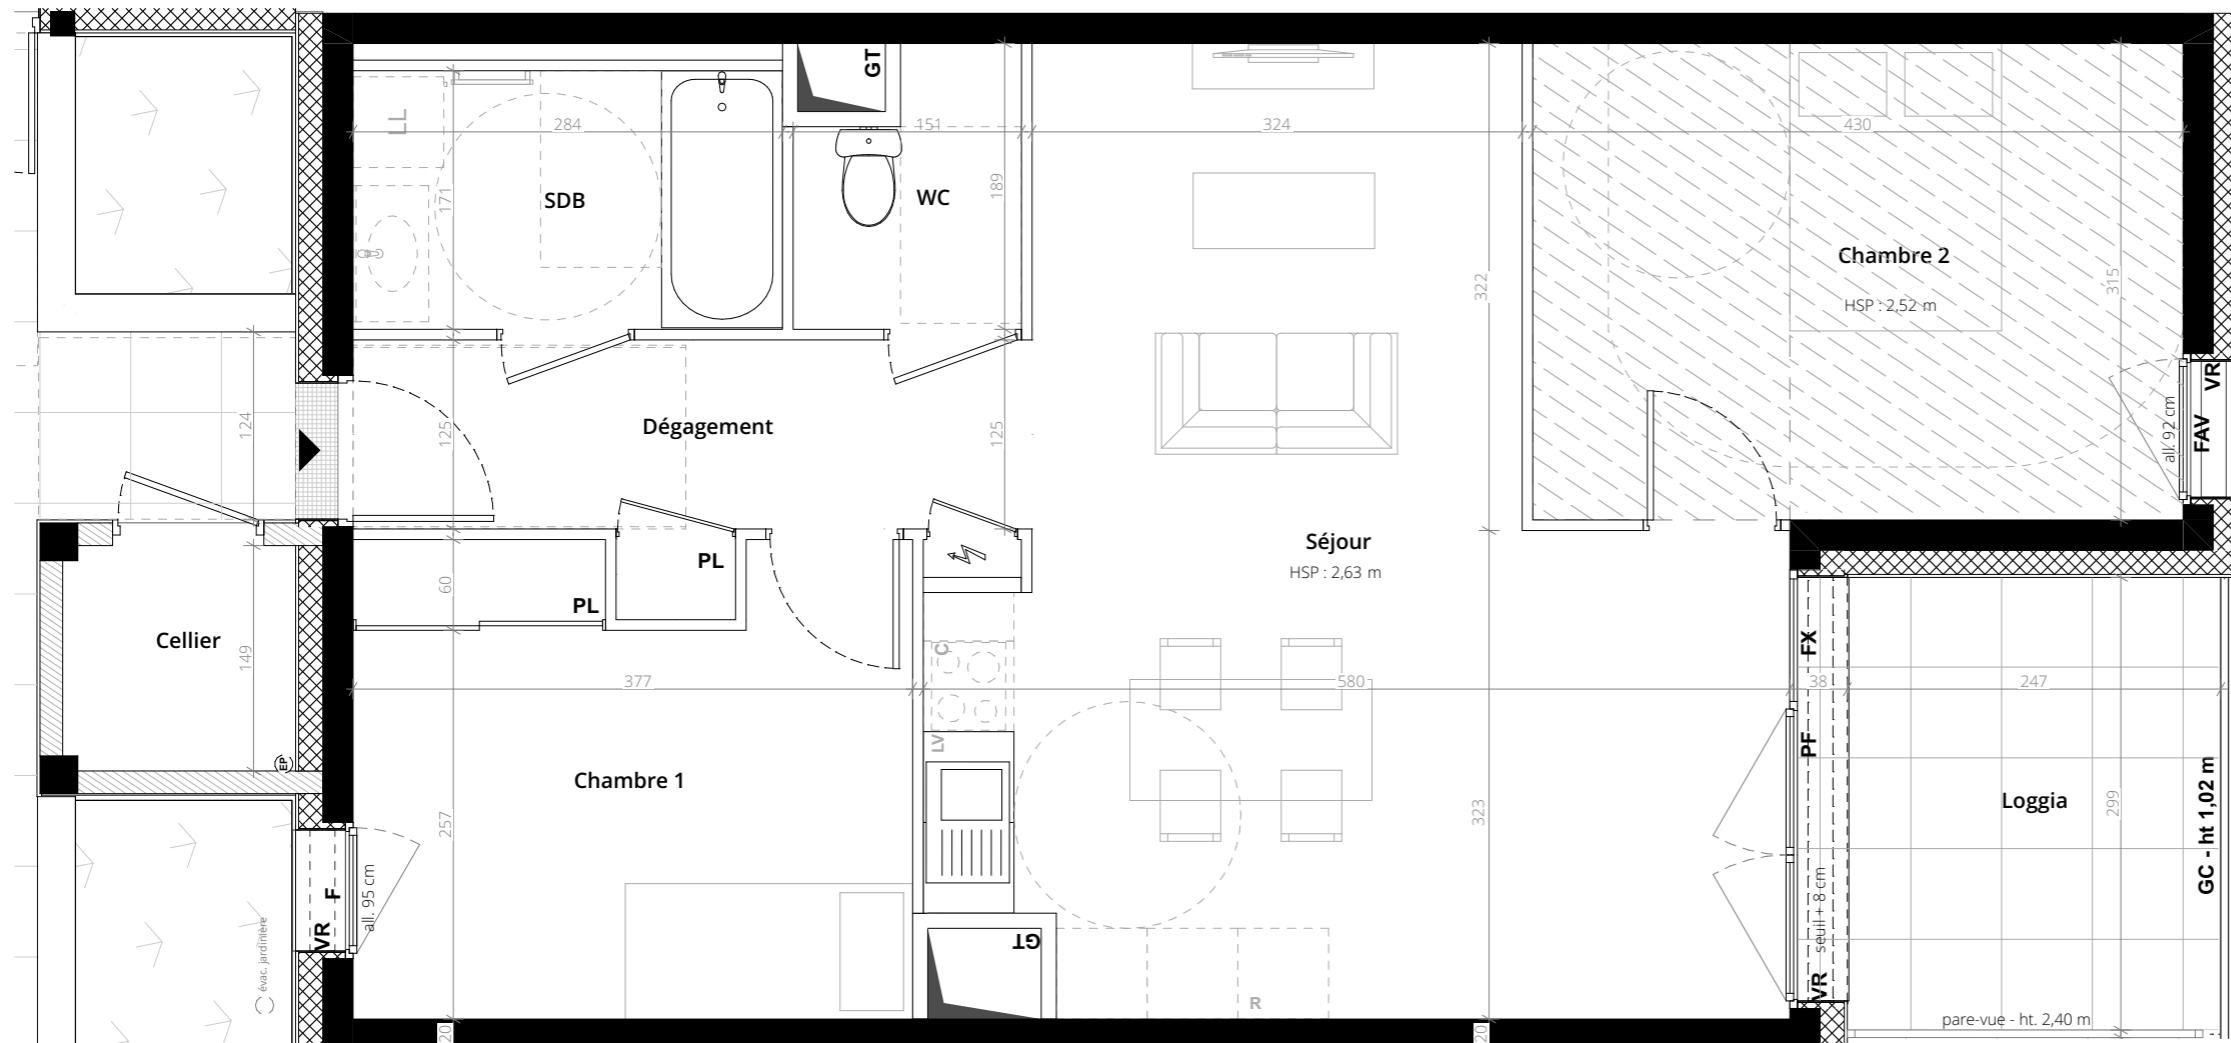 GT
LL
284
151
324
430
171
SDB
189
WC
Chambre 2
HSP : 2,52 m
322
315
VR
FAV
all. 92 cm
124
125
Dégagement
125
Séjour
HSP : 2,63 m
PL
PL
60
Cellier
149
EP
C
LV
377
580
38
247
FX
PF
Chambre 1
257
323
Loggia
299
GC - ht 1,02 m
F
VR
all. 95 cm
évac. jardinière
GT
R
seuil + 8 cm
VR
pare-vue - ht. 2,40 m
20
20